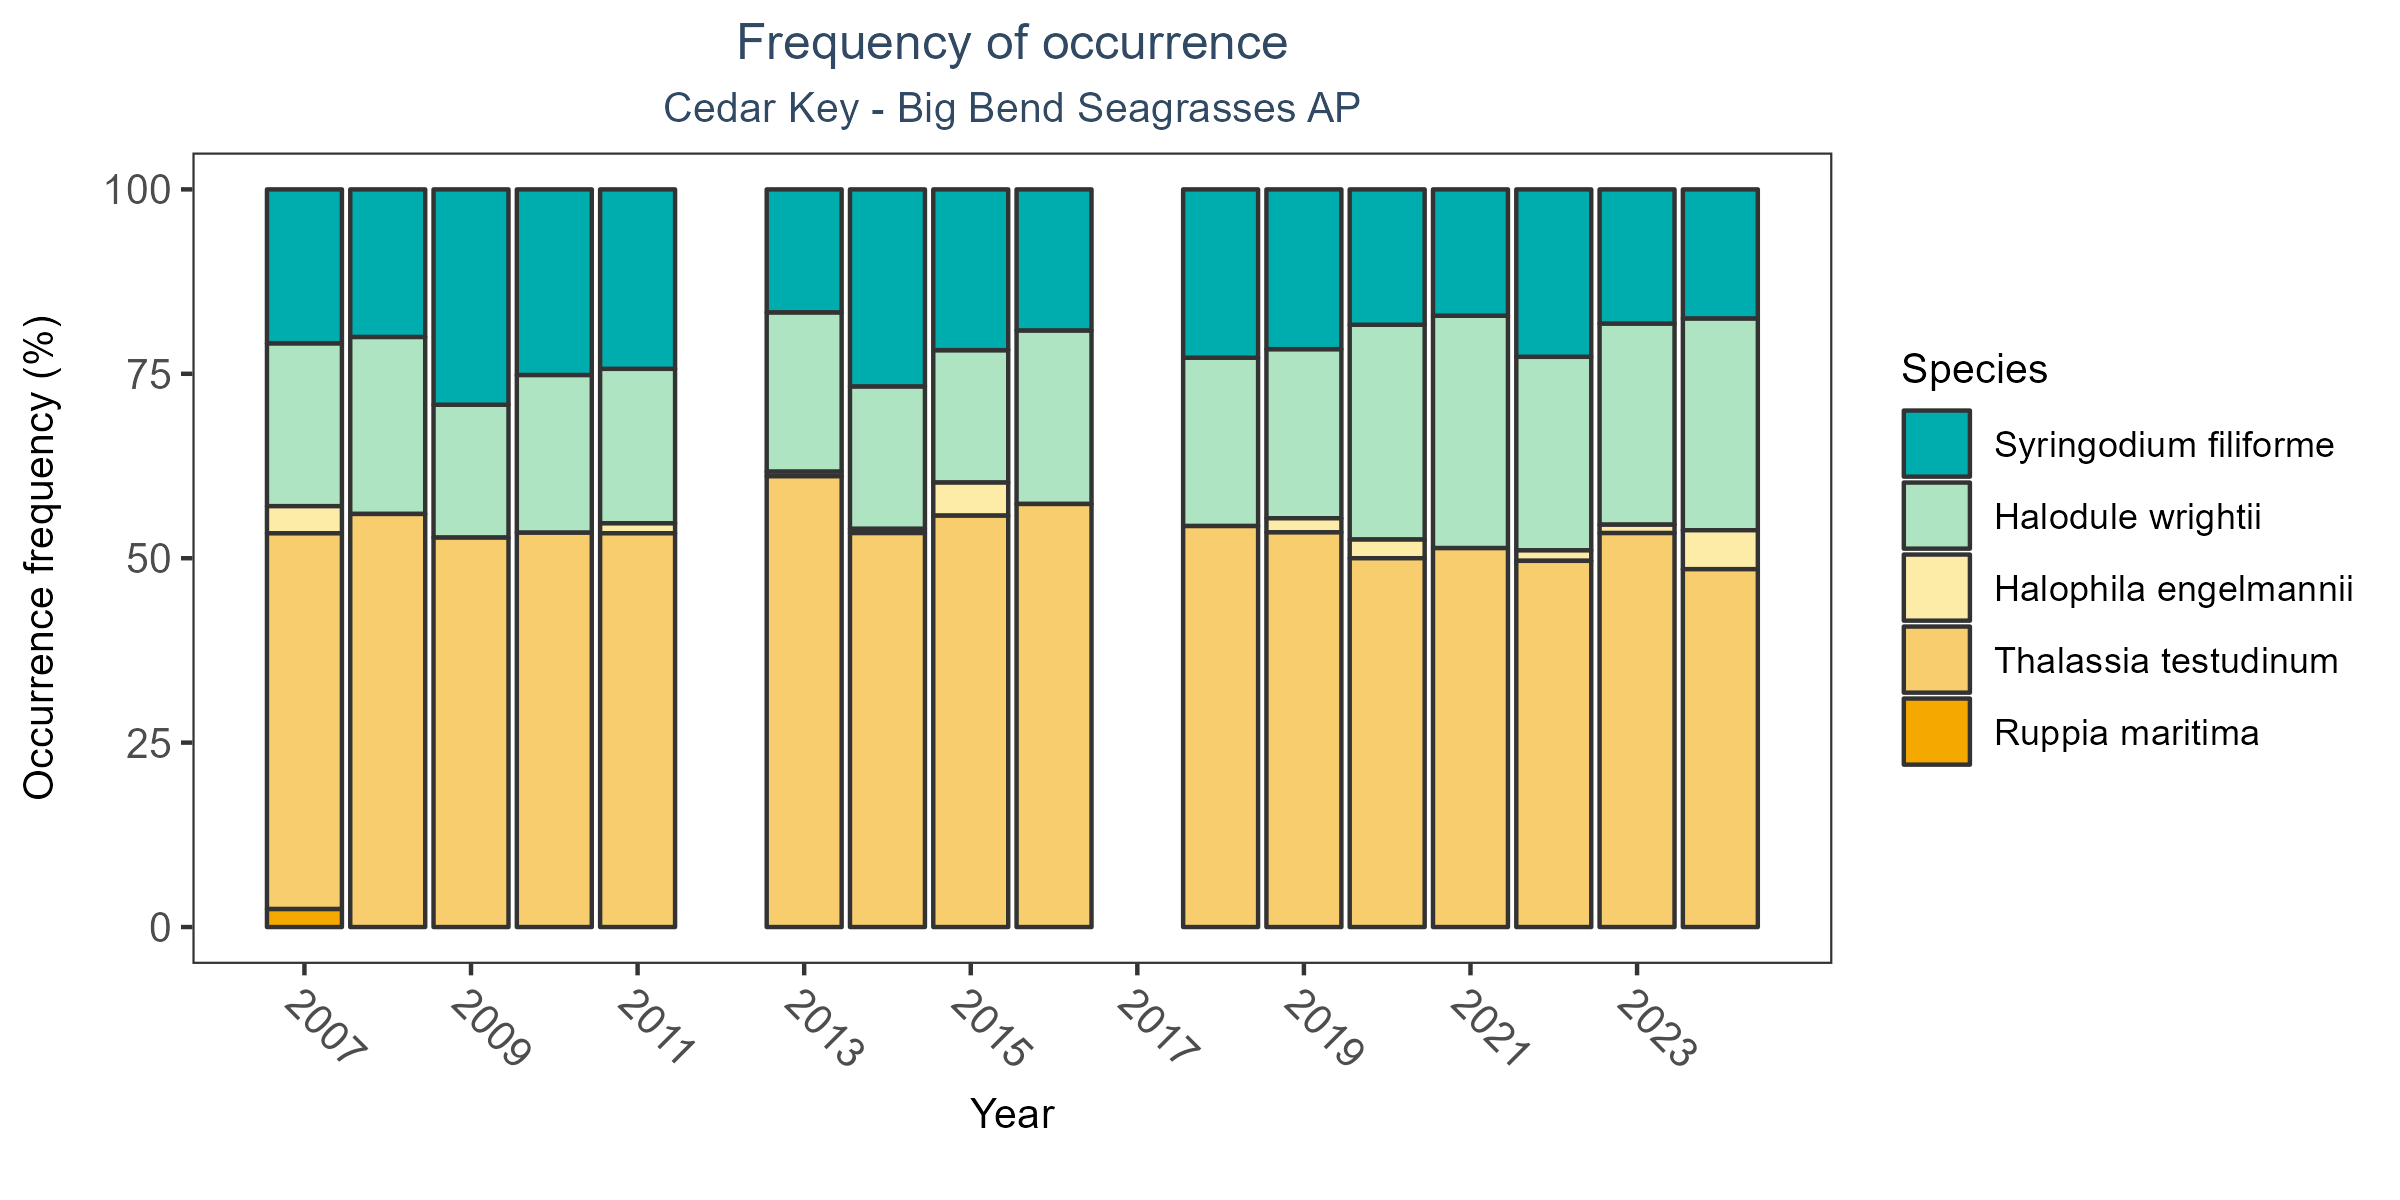 Frequency of occurrence
Cedar Key - Big Bend Seagrasses AP
Occurrence frequency (%)
100
75
50
25
0
2007
2009
2011
2013
2015
2017
2019
2021
2023
Year
Species
Syringodium filiforme
Halodule wrightii
Halophila engelmannii
Thalassia testudinum
Ruppia maritima